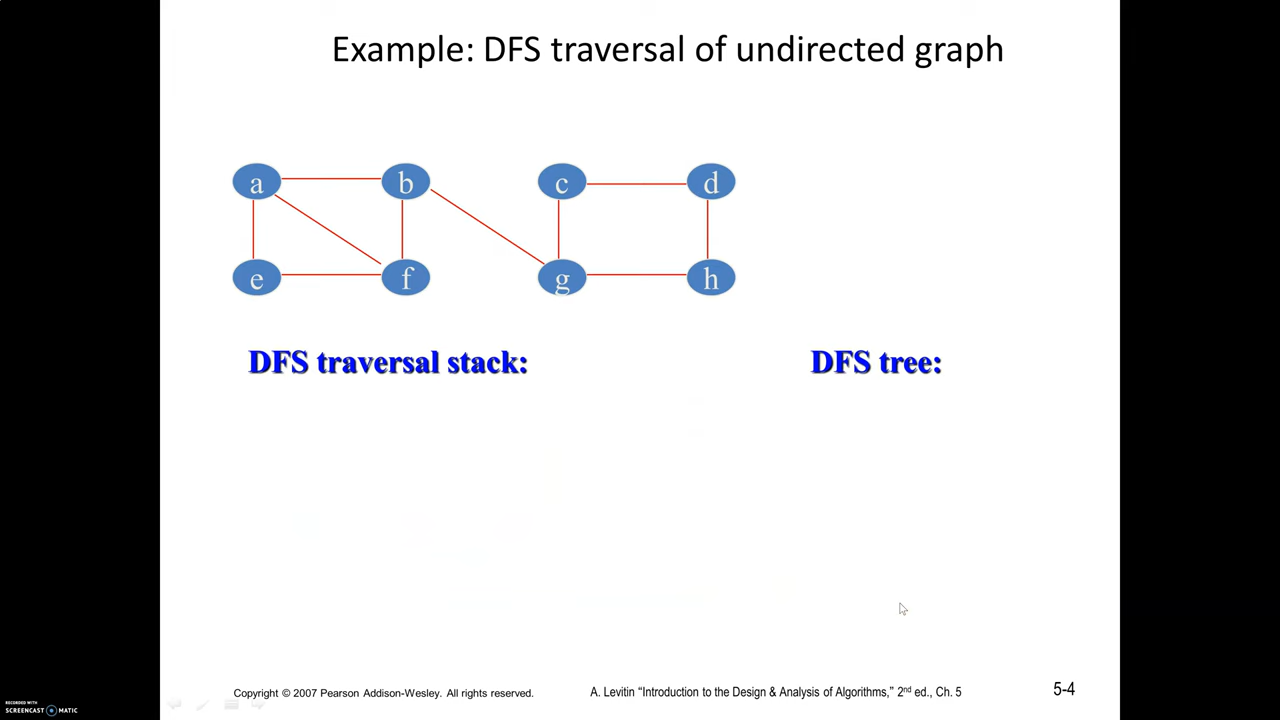 Example: DFS traversal of undirected graph
a b c d
e f g h
DFS traversal stack: DFS tree:
Copyright © 2007 Pearson Addison-Wesley. All rights reserved. A. Levitin “Introduction to the Design & Analysis of Algorithms,” 2nd ed., Ch. 5 5-4
RECORDED WITH
SCREENCAST MATIC